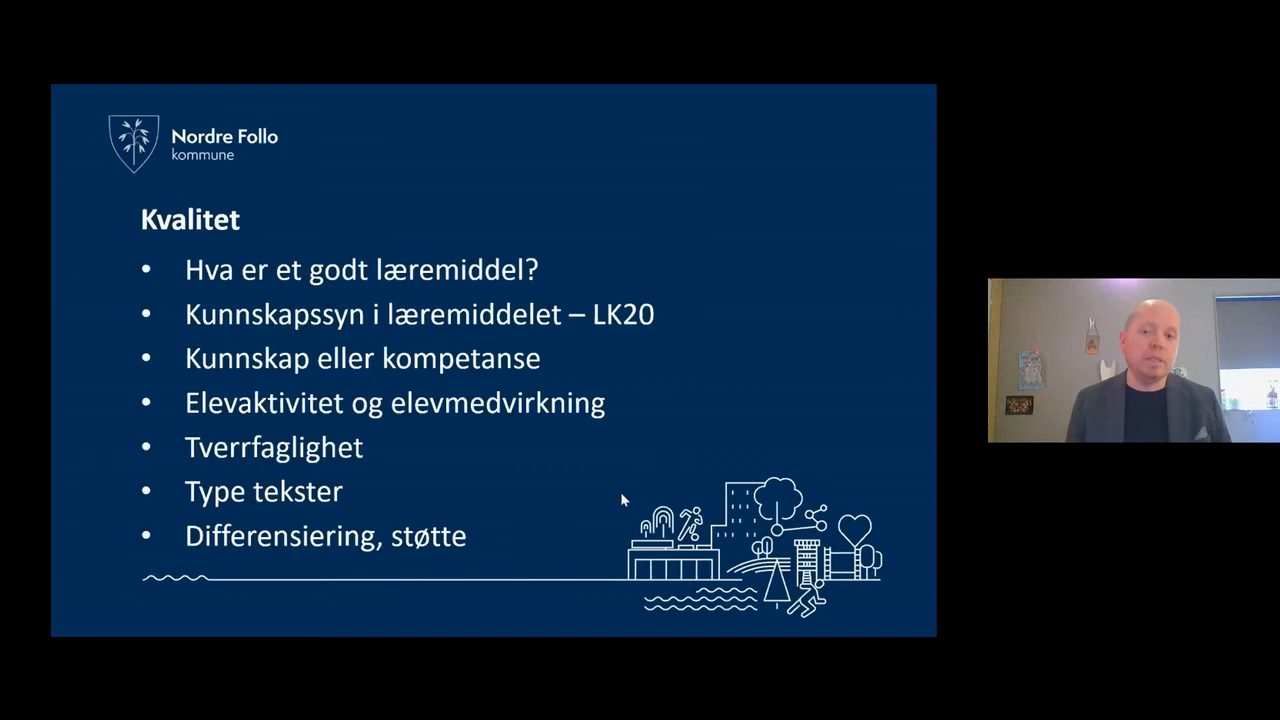 Nordre Follo
kommune
Kvalitet
• Hva er et godt læremiddel?
• Kunnskapssyn i læremiddelet – LK20
• Kunnskap eller kompetanse
• Elevaktivitet og elevmedvirkning
• Tverrfaglighet
• Type tekster
• Differensiering, støtte